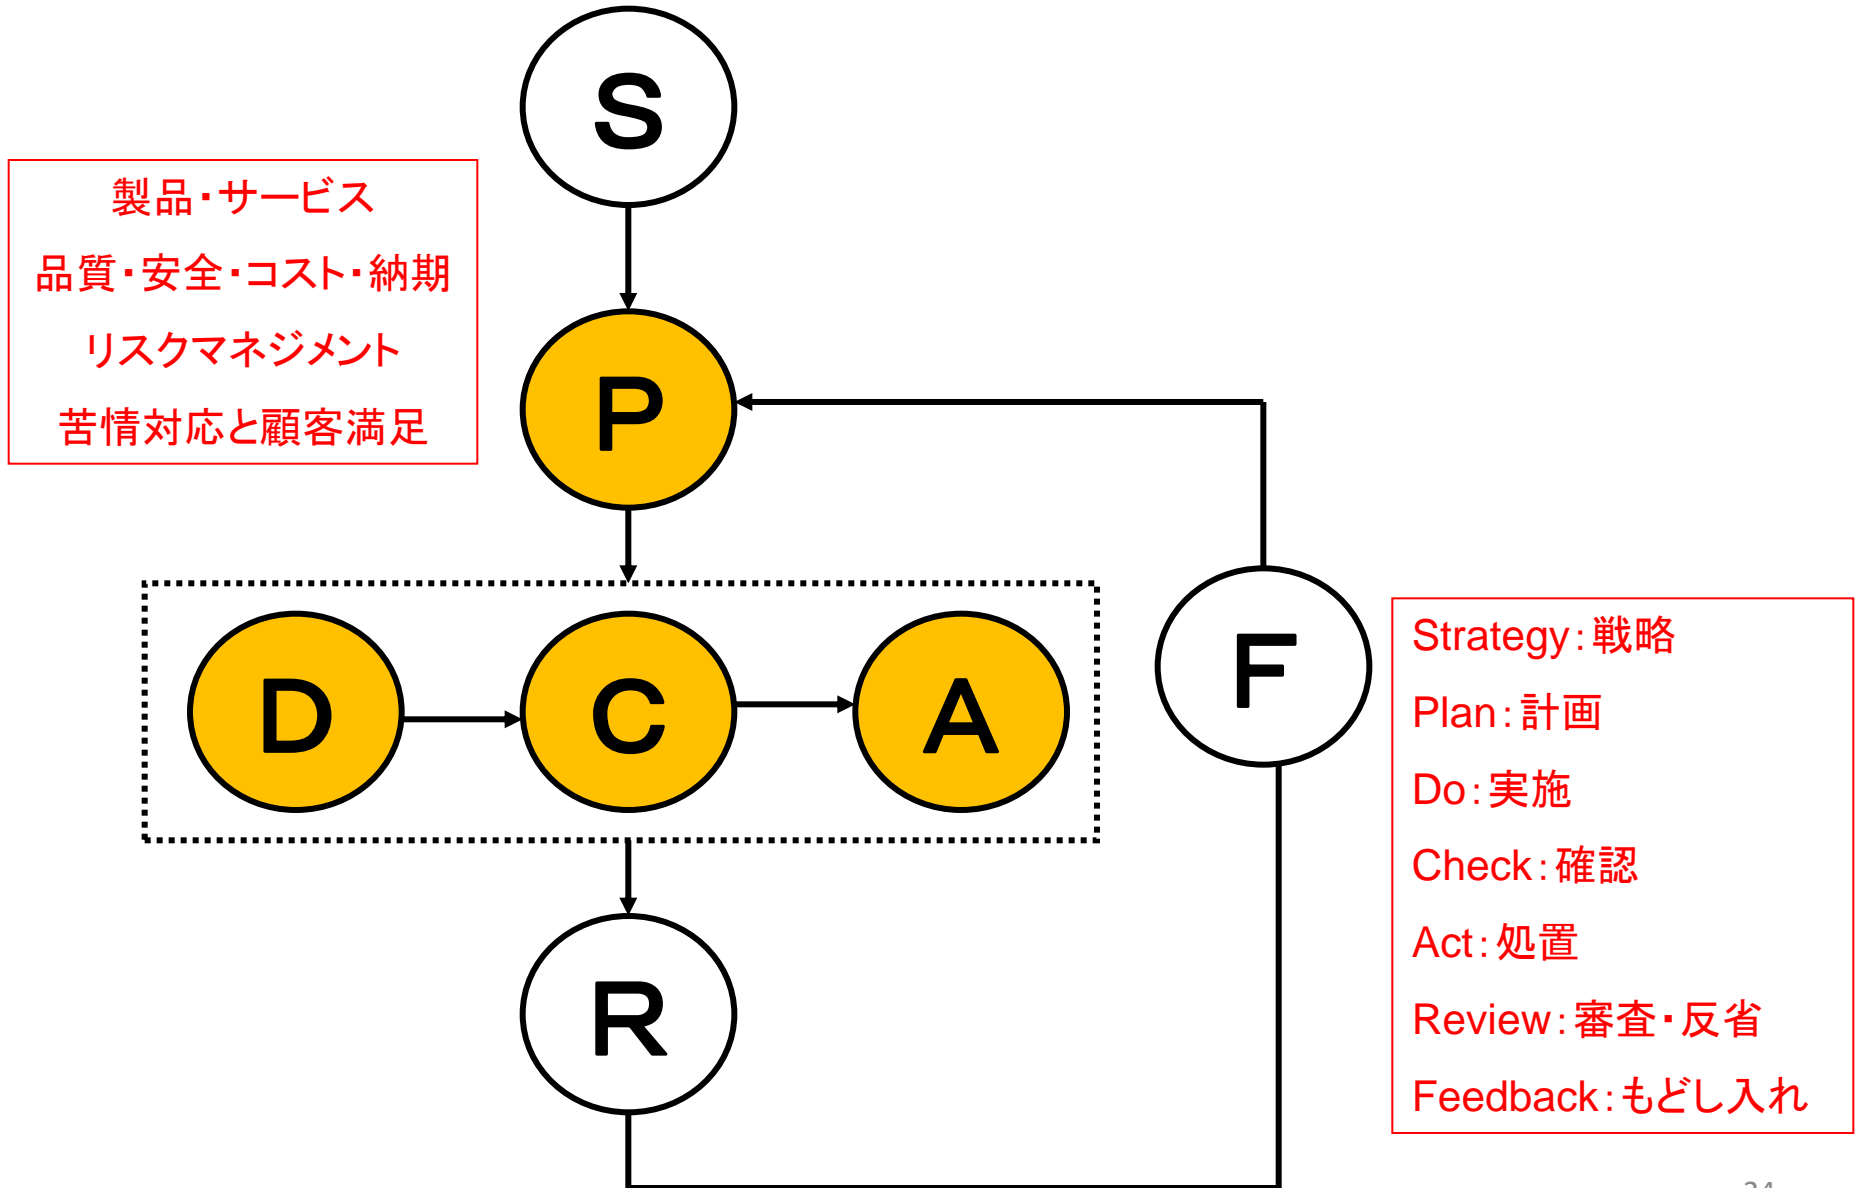 S
製品・サービス
品質・安全・コスト・納期
リスクマネジメント
苦情対応と顧客満足
P
D
C
A
F
R
Strategy：戦略
Plan：計画
Do：実施
Check：確認
Act：処置
Review：審査・反省
Feedback：もどし入れ